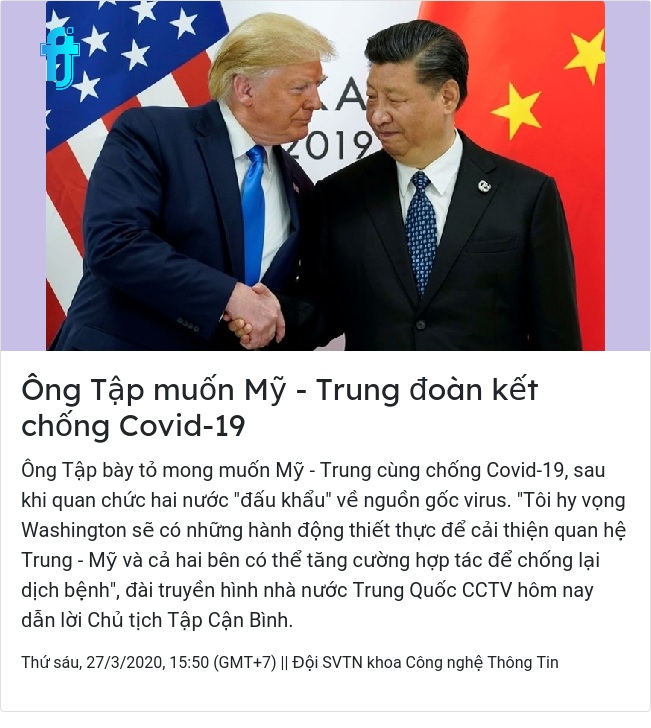 KA
2019
Ông Tập muốn Mỹ - Trung đoàn kết
chống Covid-19
Ông Tập bày tỏ mong muốn Mỹ - Trung cùng chống Covid-19, sau
khi quan chức hai nước "đấu khẩu" về nguồn gốc virus. "Tôi hy vọng
Washington sẽ có những hành động thiết thực để cải thiện quan hệ
Trung - Mỹ và cả hai bên có thể tăng cường hợp tác để chống lại
dịch bệnh", đài truyền hình nhà nước Trung Quốc CCTV hôm nay
dẫn lời Chủ tịch Tập Cận Bình.
Thứ sáu, 27/3/2020, 15:50 (GMT+7) || Đội SVTN khoa Công nghệ Thông Tin